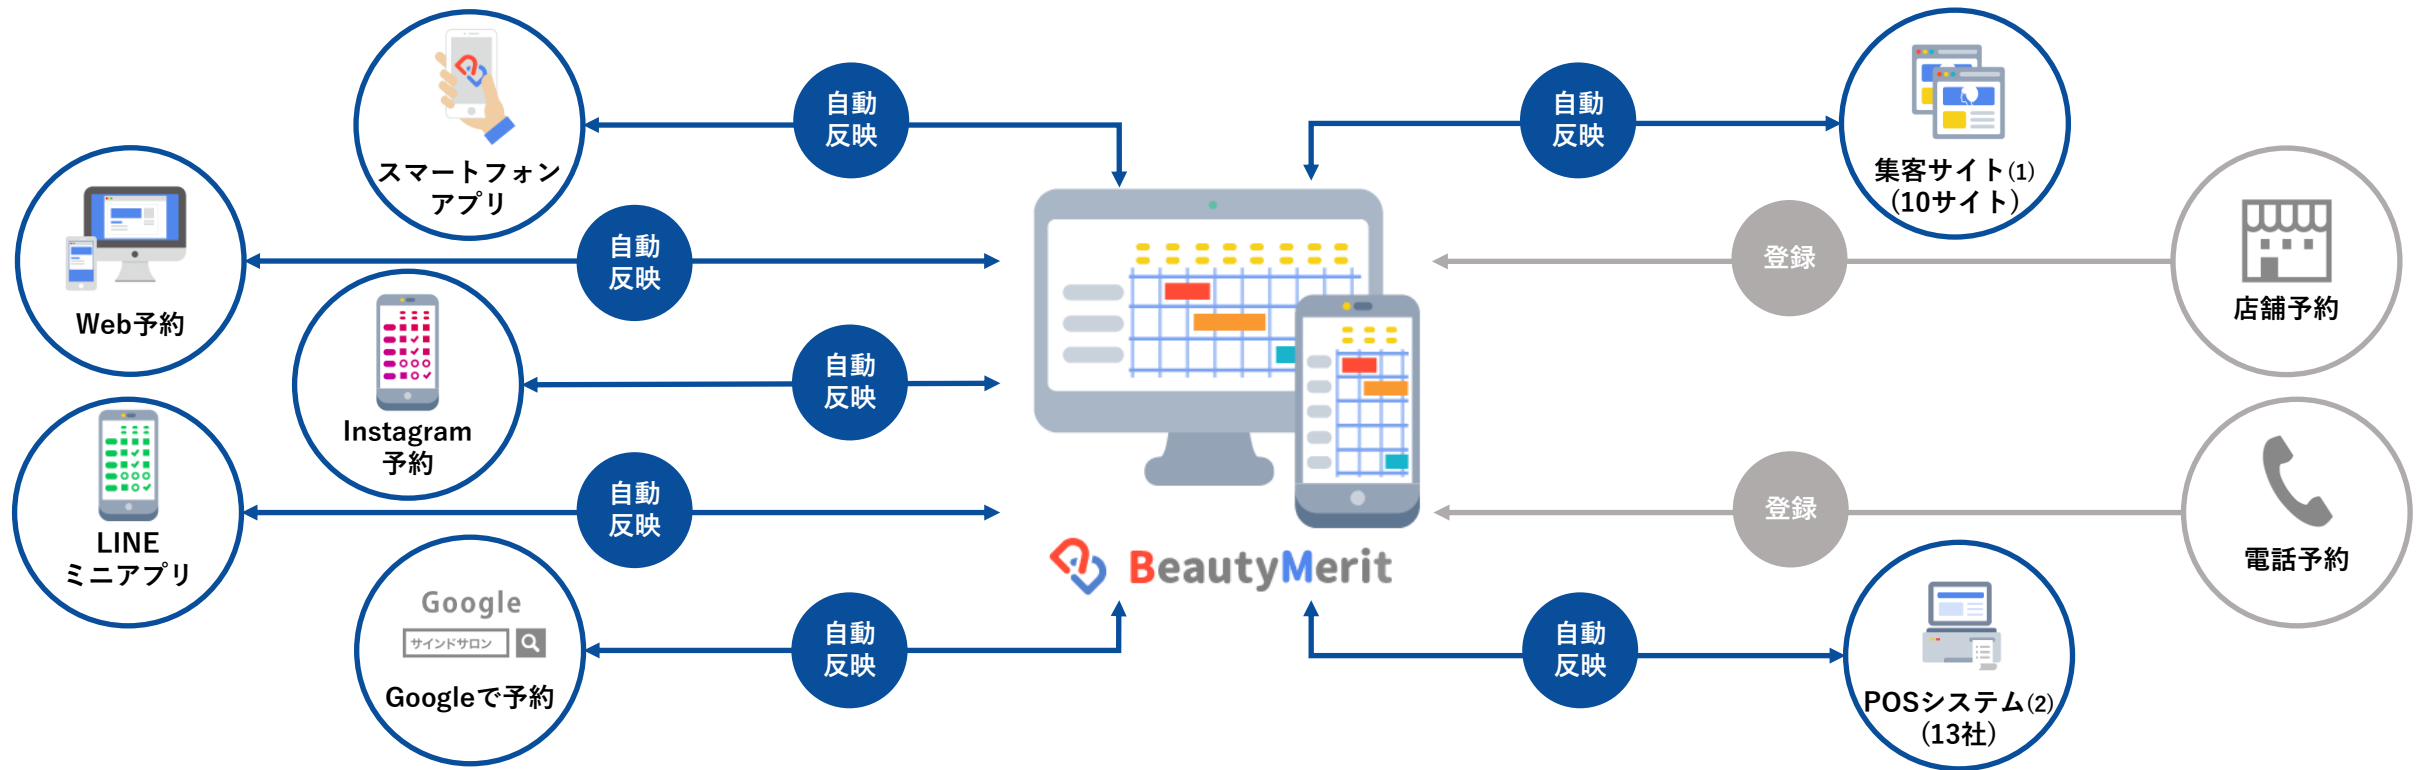 スマートフォン
アプリ
自動
反映
Web予約
自動
反映
Instagram
予約
自動
反映
LINE
ミニアプリ
自動
反映
Google
サインドサロン
Googleで予約
自動
反映
BeautyMerit
自動
反映
集客サイト(1)
(10サイト)
登録
店舗予約
登録
電話予約
自動
反映
POSシステム(2)
(13社)